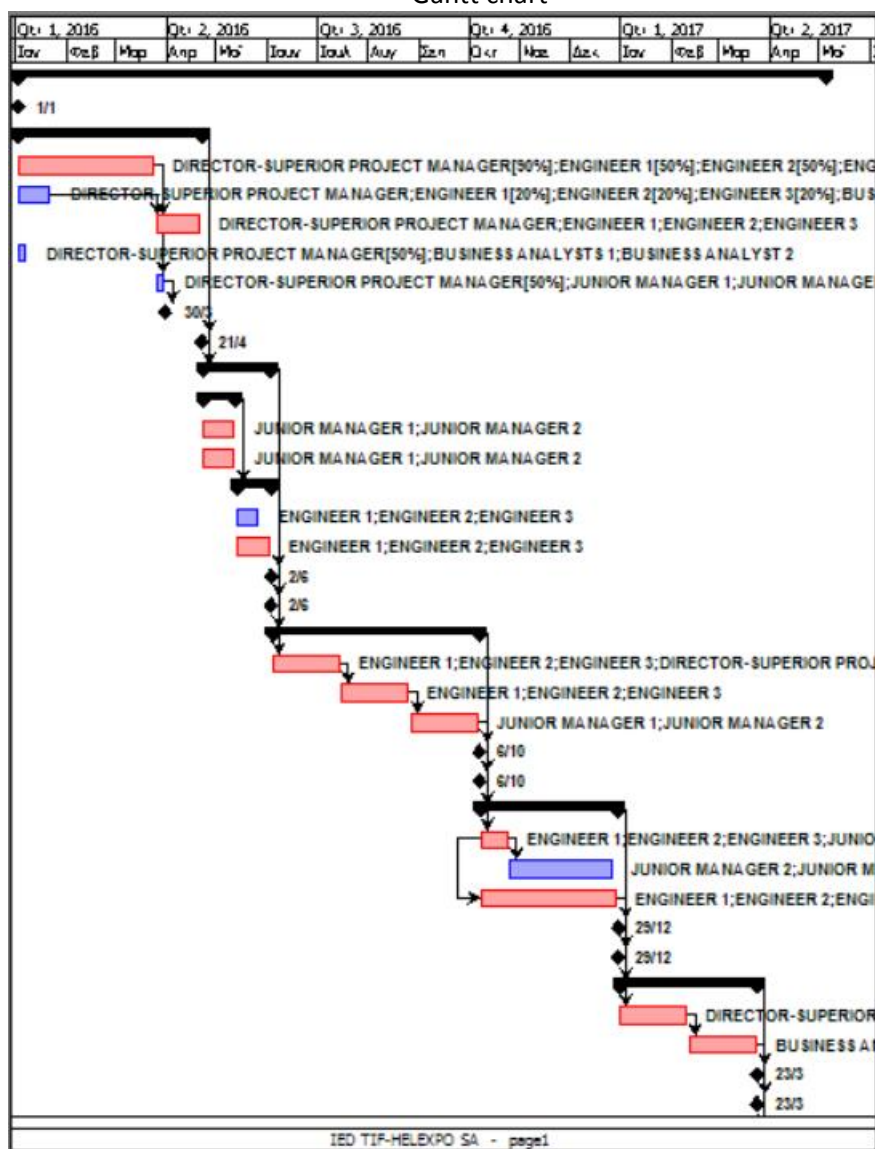 Gantt chart
Qtr 1, 2016 Qtr 2, 2016 Qtr 3, 2016 Qtr 4, 2016 Qtr 1, 2017 Qtr 2, 2017
Ιαν Φεβ Μαρ Απρ Μαϊ Ιουν Ιουλ Αυγ Σεπ Οκτ Νοε Δεκ Ιαν Φεβ Μαρ Απρ Μαϊ
1/1
DIRECTOR-SUPERIOR PROJECT MANAGER[90%];ENGINEER 1[50%];ENGINEER 2[50%];ENG
DIRECTOR-SUPERIOR PROJECT MANAGER;ENGINEER 1[20%];ENGINEER 2[20%];ENGINEER 3[20%];BUS
DIRECTOR-SUPERIOR PROJECT MANAGER;ENGINEER 1;ENGINEER 2;ENGINEER 3
DIRECTOR-SUPERIOR PROJECT MANAGER[50%];BUSINESS ANALYSTS 1;BUSINESS ANALYST 2
DIRECTOR-SUPERIOR PROJECT MANAGER[50%];JUNIOR MANAGER 1;JUNIOR MANAGE
30/3
21/4
JUNIOR MANAGER 1;JUNIOR MANAGER 2
JUNIOR MANAGER 1;JUNIOR MANAGER 2
ENGINEER 1;ENGINEER 2;ENGINEER 3
ENGINEER 1;ENGINEER 2;ENGINEER 3
2/6
2/6
ENGINEER 1;ENGINEER 2;ENGINEER 3;DIRECTOR-SUPERIOR PROJ
ENGINEER 1;ENGINEER 2;ENGINEER 3
JUNIOR MANAGER 1;JUNIOR MANAGER 2
6/10
6/10
ENGINEER 1;ENGINEER 2;ENGINEER 3;JUNIO
JUNIOR MANAGER 2;JUNIOR M
ENGINEER 1;ENGINEER 2;ENGI
29/12
29/12
DIRECTOR-SUPERIOR
BUSINESS AN
23/3
23/3
IED TIF-HELEXPO SA - page1